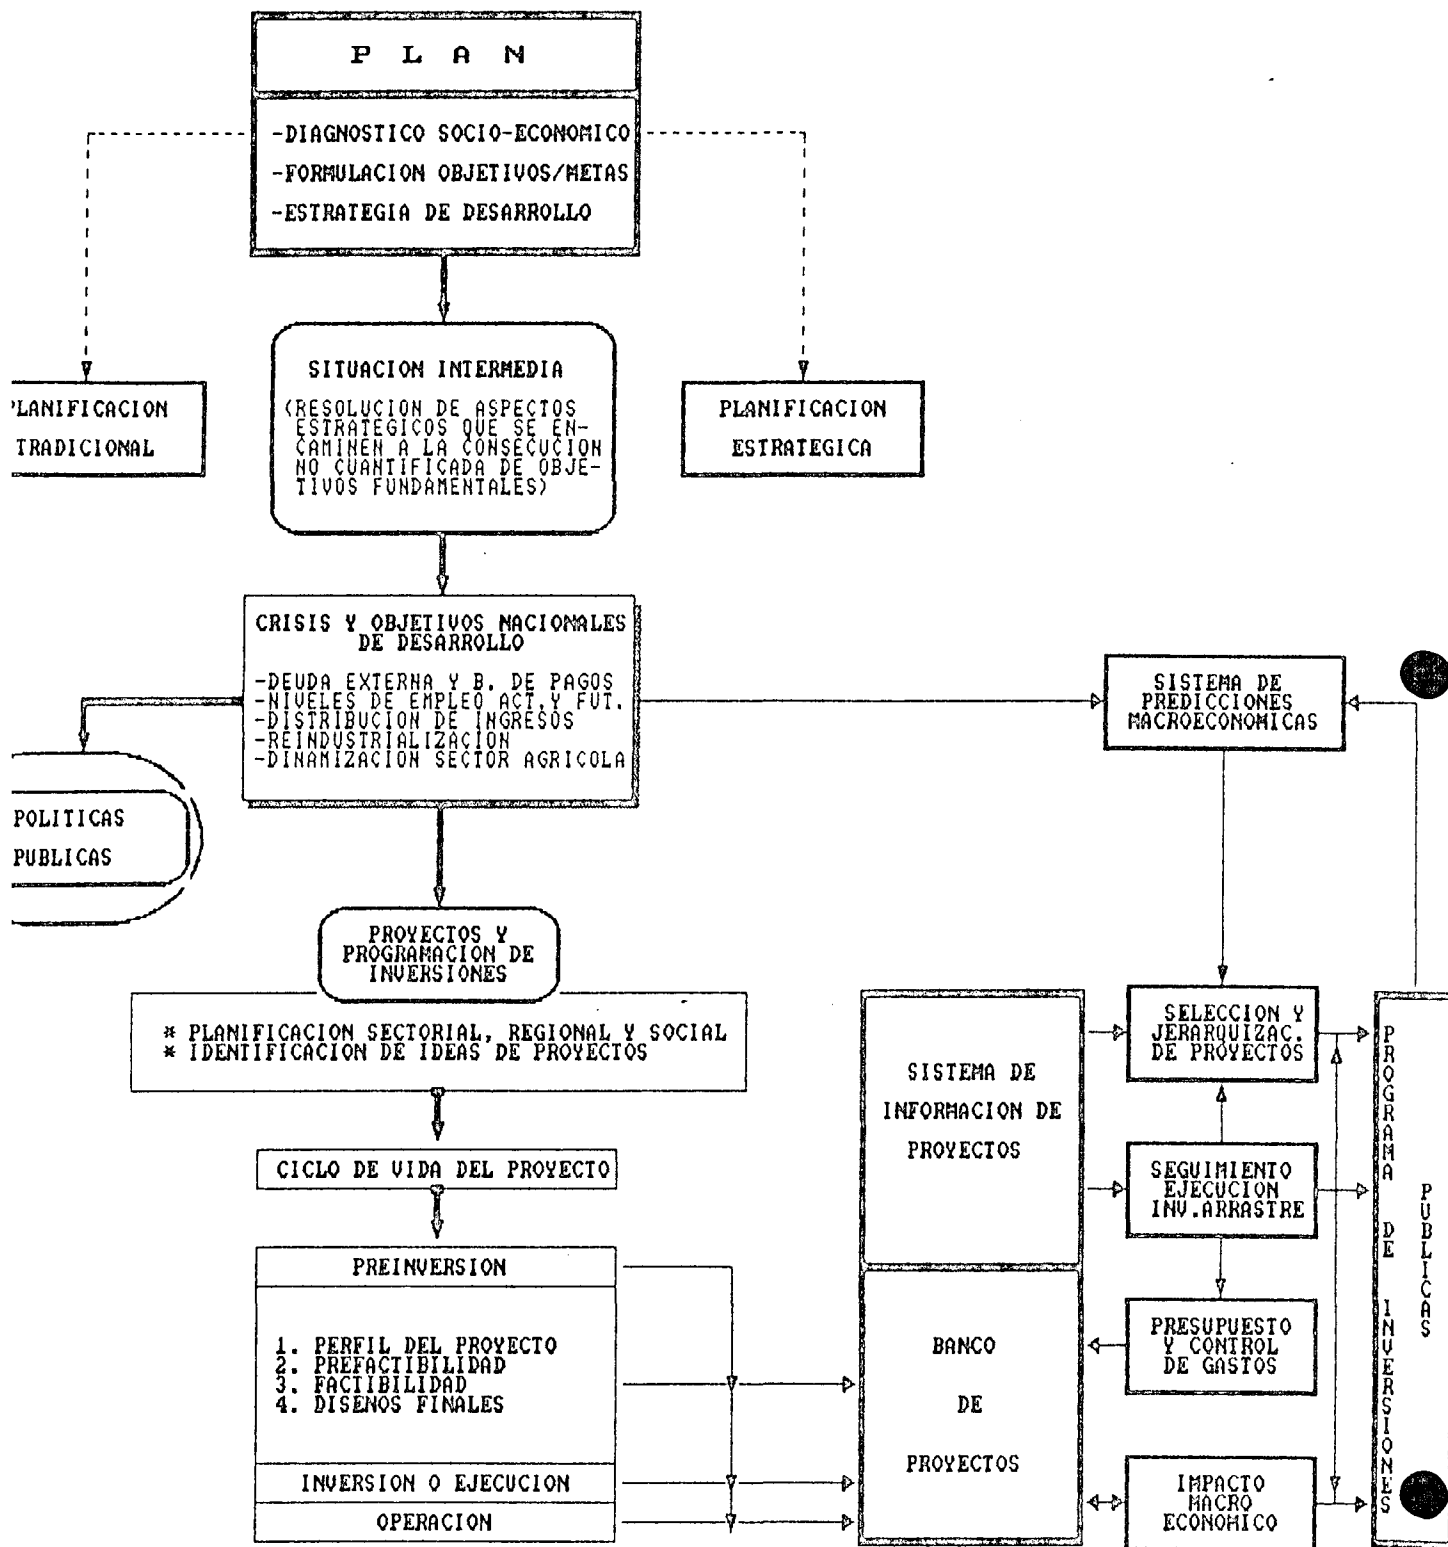 P L A N
-DIAGNOSTICO SOCIO-ECONOMICO
-FORMULACION OBJETIVOS/METAS
-ESTRATEGIA DE DESARROLLO
SITUACION INTERMEDIA
(RESOLUCION DE ASPECTOS
ESTRATEGICOS QUE SE EN-
CAMINEN A LA CONSECUCION
NO CUANTIFICADA DE OBJE-
TIVOS FUNDAMENTALES)
PLANIFICACION
TRADICIONAL
PLANIFICACION
ESTRATEGICA
CRISIS Y OBJETIVOS NACIONALES
DE DESARROLLO
-DEUDA EXTERNA Y B. DE PAGOS
-NIVELES DE EMPLEO ACT.Y FUT.
-DISTRIBUCION DE INGRESOS
-REINDUSTRIALIZACION
-DINAMIZACION SECTOR AGRICOLA
SISTEMA DE
PREDICCIONES
MACROECONOMICAS
POLITICAS
PUBLICAS
PROYECTOS Y
PROGRAMACION DE
INVERSIONES
* PLANIFICACION SECTORIAL, REGIONAL Y SOCIAL
* IDENTIFICACION DE IDEAS DE PROYECTOS
CICLO DE VIDA DEL PROYECTO
PREINVERSION
1. PERFIL DEL PROYECTO
2. PREFACTIBILIDAD
3. FACTIBILIDAD
4. DISENOS FINALES
INVERSION O EJECUCION
OPERACION
SISTEMA DE
INFORMACION DE
PROYECTOS
BANCO
DE
PROYECTOS
SELECCION Y
JERARQUIZAC.
DE PROYECTOS
SEGUIMIENTO
EJECUCION
INV.ARRASTRE
PRESUPUESTO
Y CONTROL
DE GASTOS
IMPACTO
MACRO
ECONOMICO
PROGRAMA DE INVERSIONES
PUBLICAS